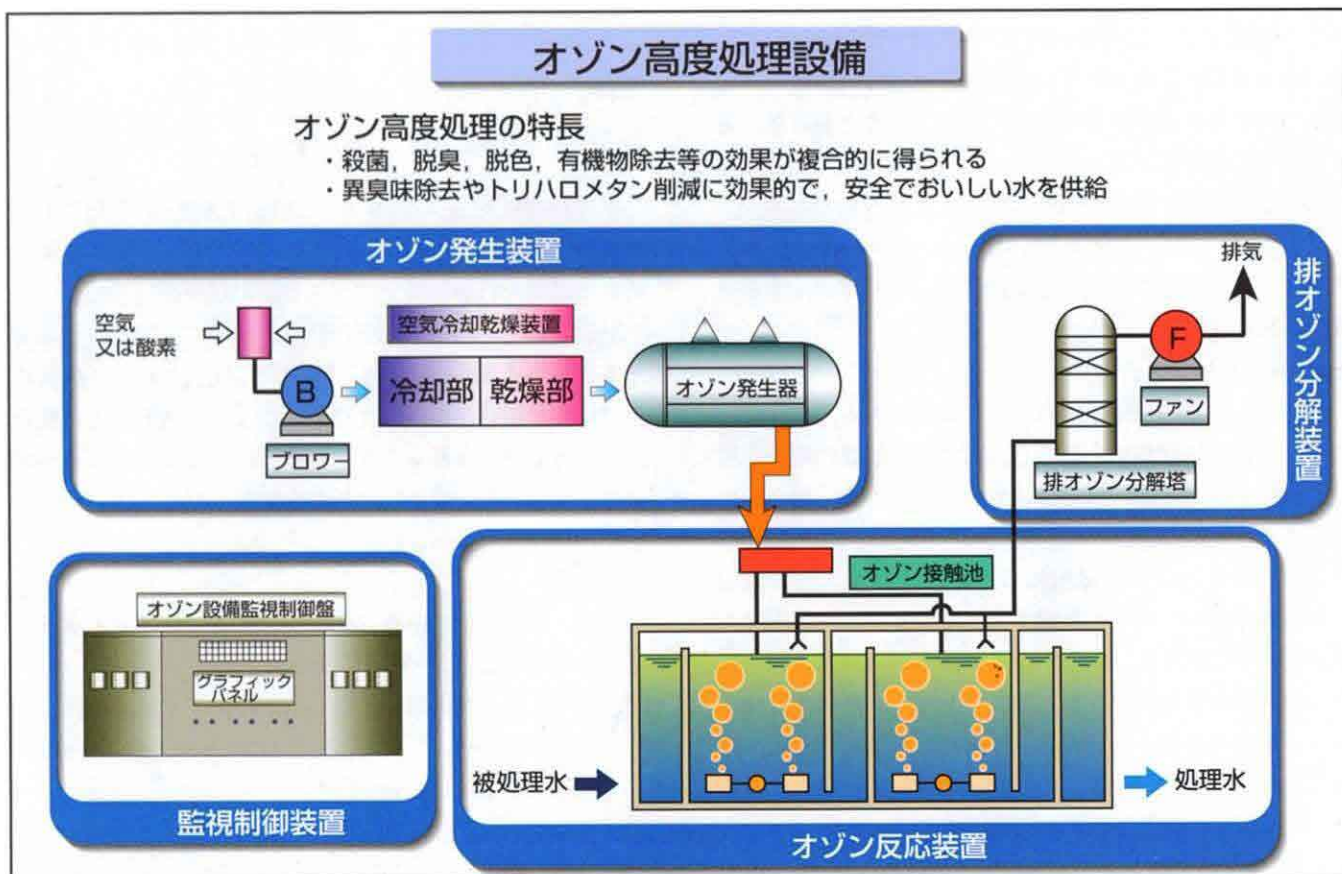 オゾン高度処理設備
オゾン高度処理の特長
・殺菌，脱臭，脱色，有機物除去等の効果が複合的に得られる
・異臭味除去やトリハロメタン削減に効果的で，安全でおいしい水を供給
オゾン発生装置
空気
又は酸素
B
ブロワー
空気冷却乾燥装置
冷却部
乾燥部
オゾン発生器
排気
F
ファン
排オゾン分解塔
排オゾン分解装置
オゾン設備監視制御盤
グラフィック
パネル
監視制御装置
オゾン接触池
被処理水
処理水
オゾン反応装置